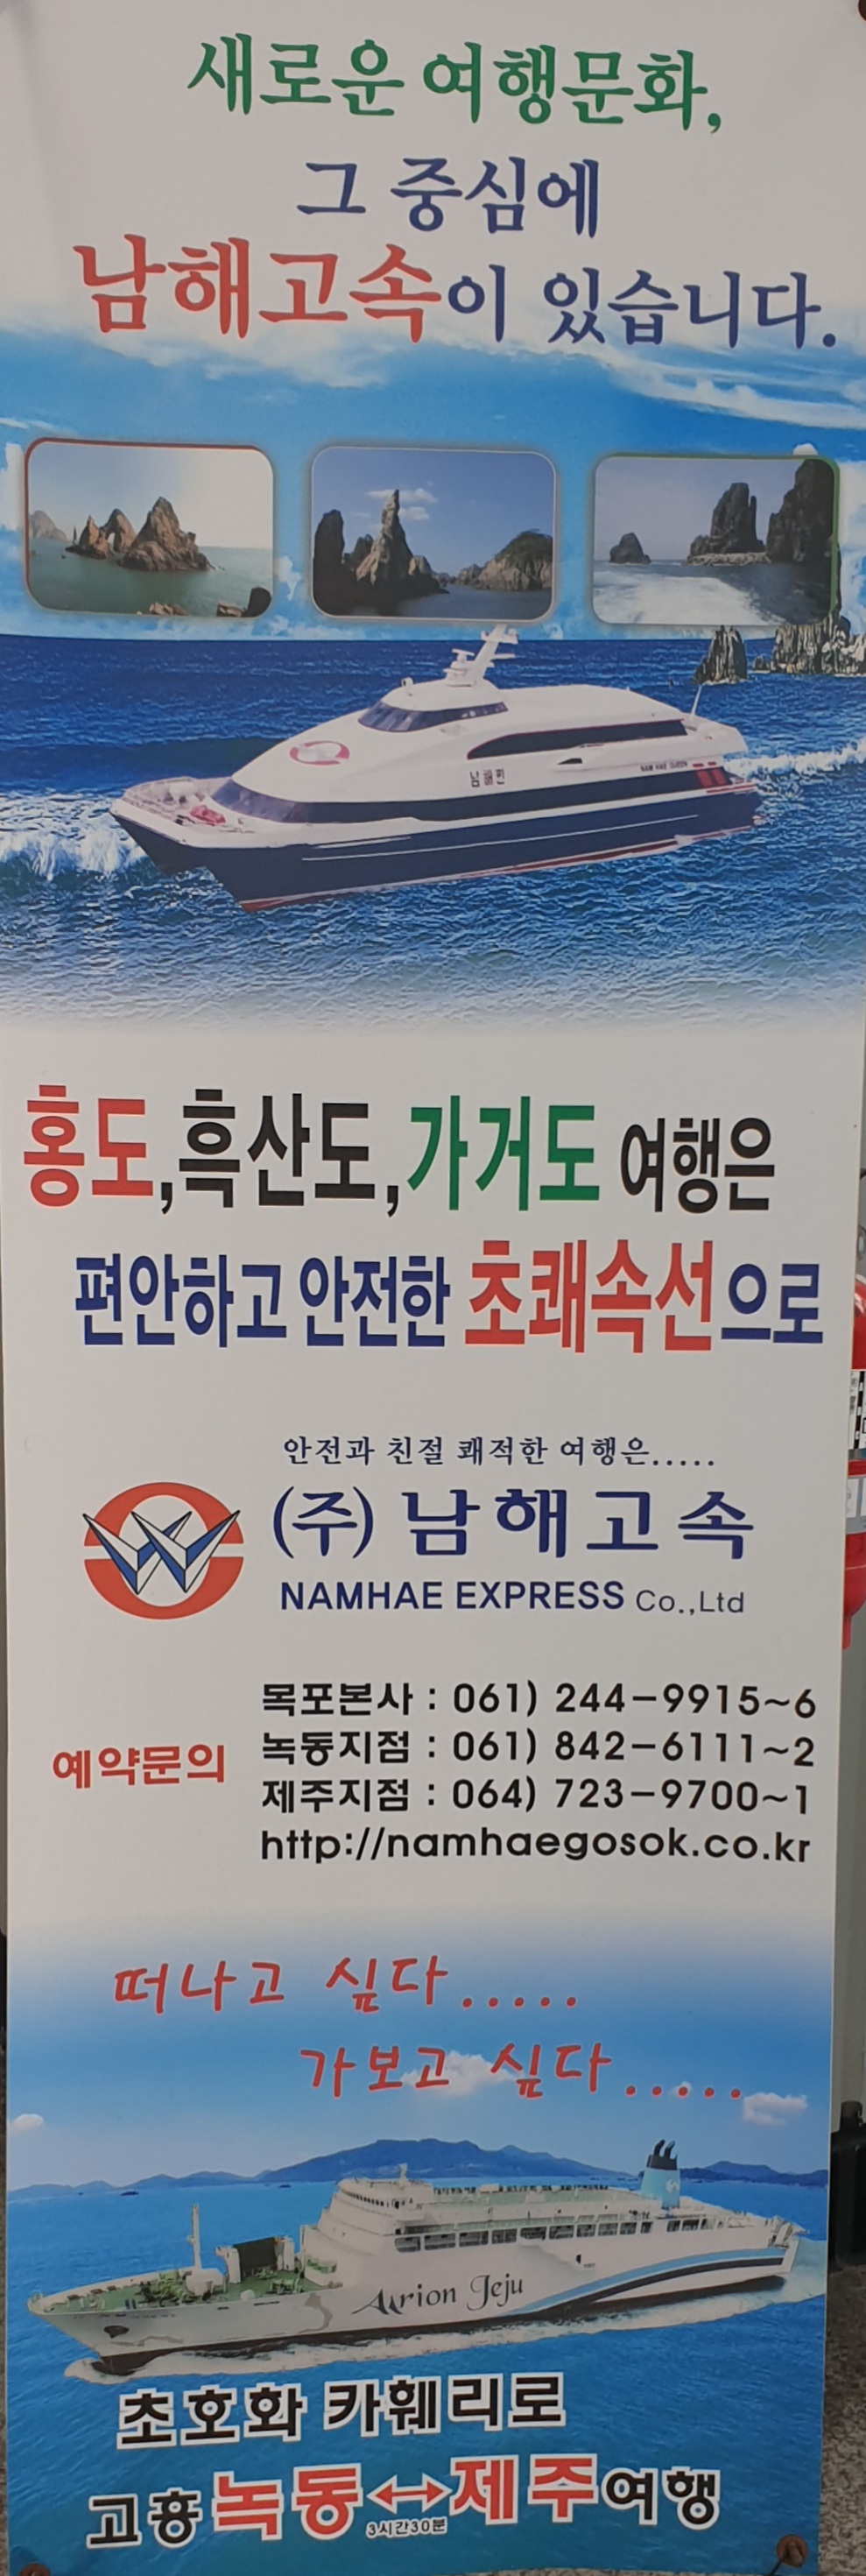 새로운 여행문화,
그 중심에
남해고속이 있습니다.
남해퀸
NAM HAE QUEEN
홍도,흑산도,가거도 여행은
편안하고 안전한 초쾌속선으로
안전과 친절 쾌적한 여행은.....
(주) 남해고속
NAMHAE EXPRESS Co.,Ltd
예약문의
목포본사 : 061) 244-9915~6
녹동지점 : 061) 842-6111~2
제주지점 : 064) 723-9700~1
http://namhaegosok.co.kr
떠나고 싶다.....
가보고 싶다.....
Arion Jeju
초호화 카훼리로
고흥 녹동↔제주여행
3시간30분